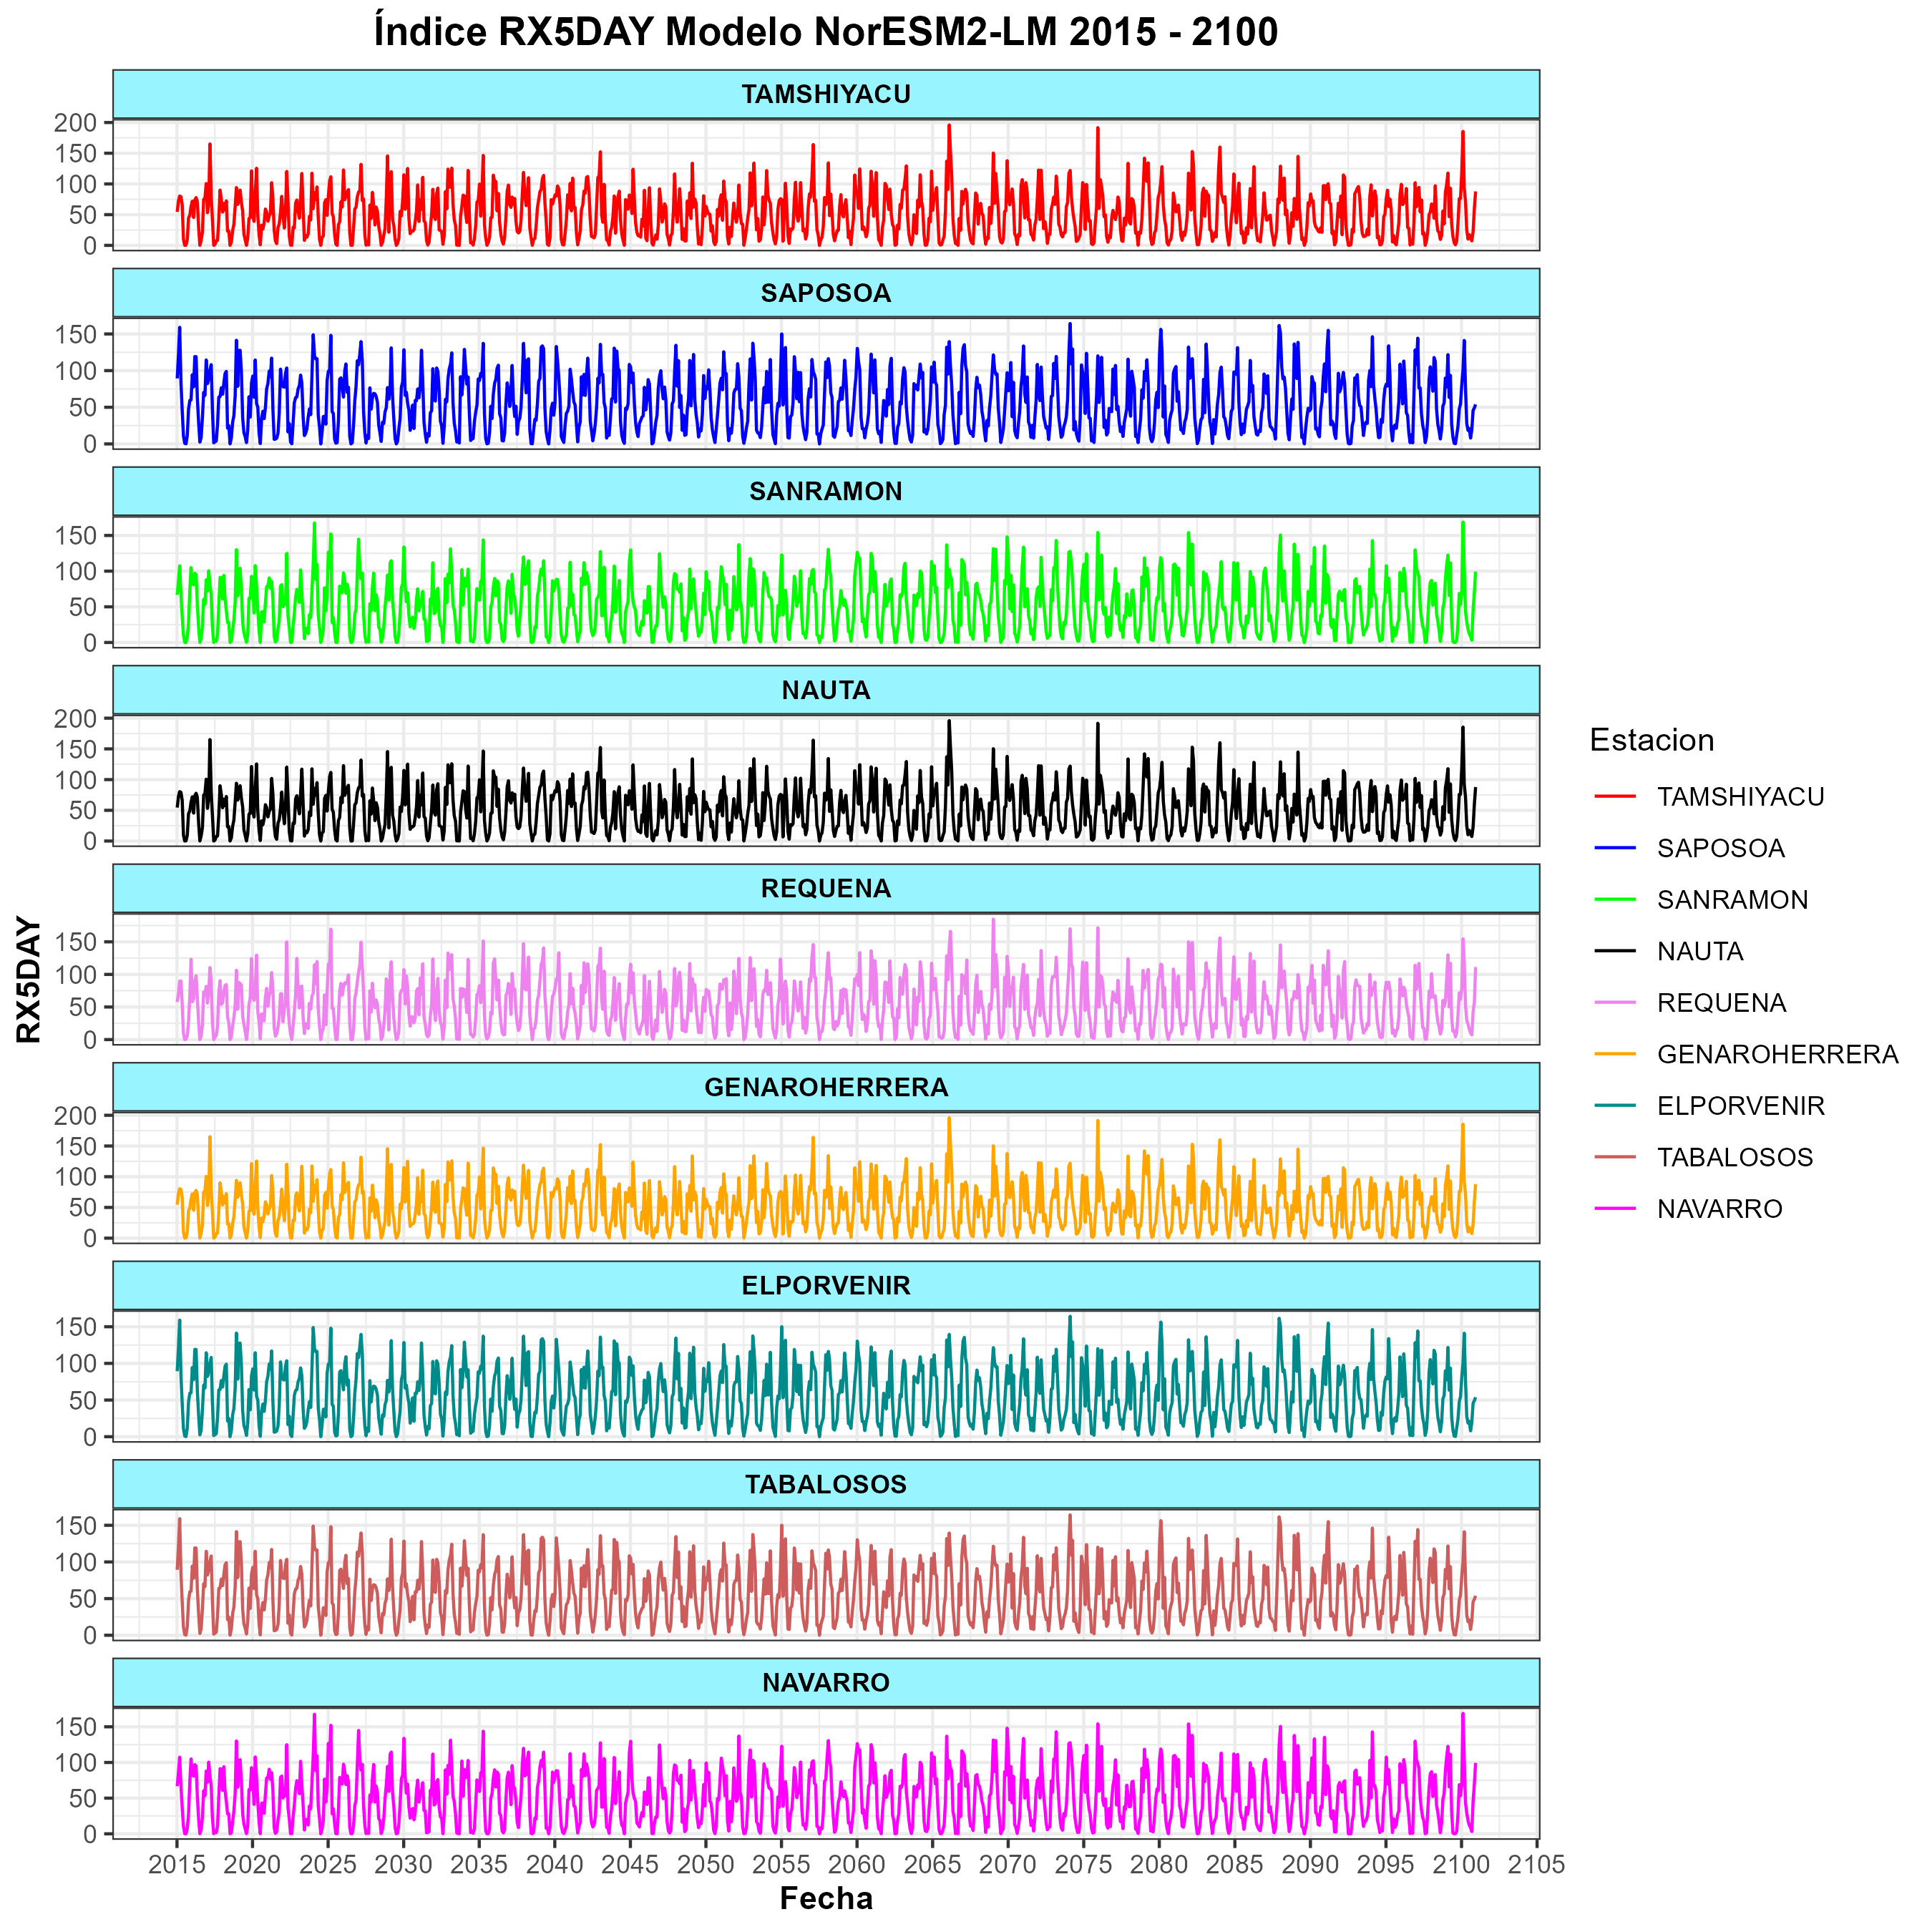 Índice RX5DAY Modelo NorESM2-LM 2015 - 2100
TAMSHIYACU
200
150
100
50
0
SAPOSOA
150
100
50
0
SANRAMON
150
100
50
0
NAUTA
200
150
100
50
0
REQUENA
150
100
50
0
GENAROHERRERA
200
150
100
50
0
ELPORVENIR
150
100
50
0
TABALOSOS
150
100
50
0
NAVARRO
150
100
50
0
2015 2020 2025 2030 2035 2040 2045 2050 2055 2060 2065 2070 2075 2080 2085 2090 2095 2100 2105
Fecha
RX5DAY
Estacion
TAMSHIYACU
SAPOSOA
SANRAMON
NAUTA
REQUENA
GENAROHERRERA
ELPORVENIR
TABALOSOS
NAVARRO